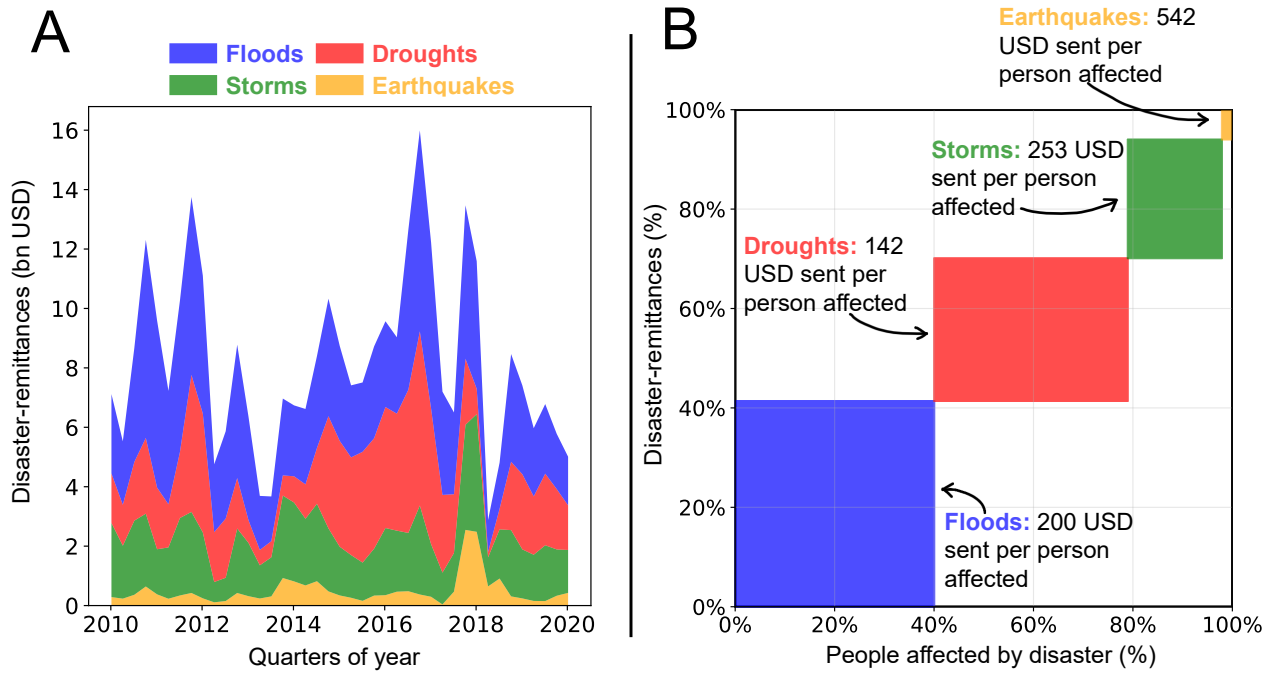 A
Floods
Droughts
Storms
Earthquakes
Disaster-remittances (bn USD)
16
14
12
10
8
6
4
2
0
2010
2012
2014
2016
2018
2020
Quarters of year
B
Earthquakes: 542
USD sent per
person affected
Storms: 253 USD
sent per person
affected
Droughts: 142
USD sent per
person affected
Floods: 200 USD
sent per person
affected
Disaster-remittances (%)
100%
80%
60%
40%
20%
0%
0%
20%
40%
60%
80%
100%
People affected by disaster (%)